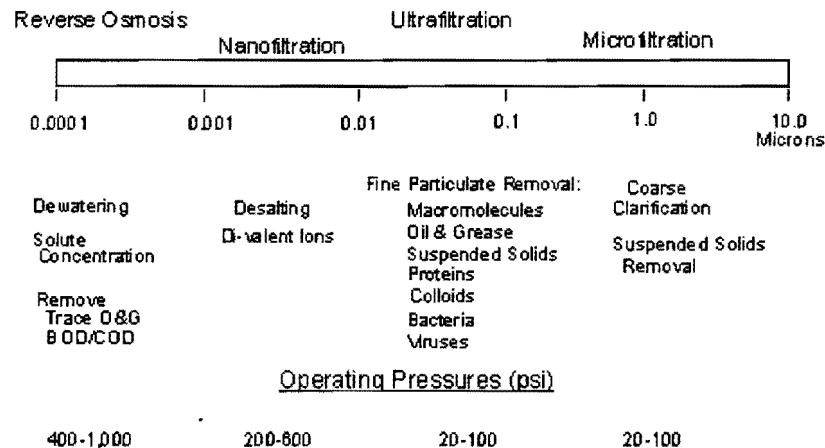 Reverse Osmosis Ultrafiltration
Nanofiltration Microfiltration
0.0001 0.001 0.01 0.1 1.0 10.0
Microns
Dewatering
Solute
Concentration
Remove
Trace O&G
BOD/COD
Desalting
Di-valent Ions
Fine Particulate Removal:
Macromolecules
Oil & Grease
Suspended Solids
Proteins
Colloids
Bacteria
Viruses
Coarse
Clarification
Suspended Solids
Removal
Operating Pressures (psi)
400-1,000 200-600 20-100 20-100